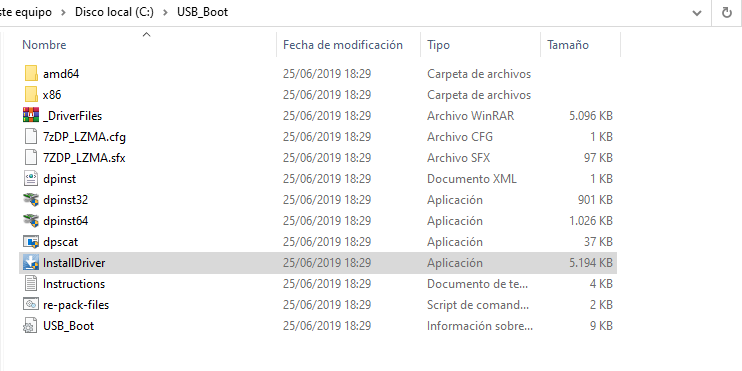 ste equipo > Disco local (C:) > USB_Boot
Nombre Fecha de modificación Tipo Tamaño
amd64 25/06/2019 18:29 Carpeta de archivos
x86 25/06/2019 18:29 Carpeta de archivos
_DriverFiles 25/06/2019 18:29 Archivo WinRAR 5.096 KB
7zDP_LZMA.cfg 25/06/2019 18:29 Archivo CFG 1 KB
7ZDP_LZMA.sfx 25/06/2019 18:29 Archivo SFX 97 KB
dpinst 25/06/2019 18:29 Documento XML 1 KB
dpinst32 25/06/2019 18:29 Aplicación 901 KB
dpinst64 25/06/2019 18:29 Aplicación 1.026 KB
dpscat 25/06/2019 18:29 Aplicación 37 KB
InstallDriver 25/06/2019 18:29 Aplicación 5.194 KB
Instructions 25/06/2019 18:29 Documento de te... 4 KB
re-pack-files 25/06/2019 18:29 Script de comand... 2 KB
USB_Boot 25/06/2019 18:29 Información sobre... 9 KB